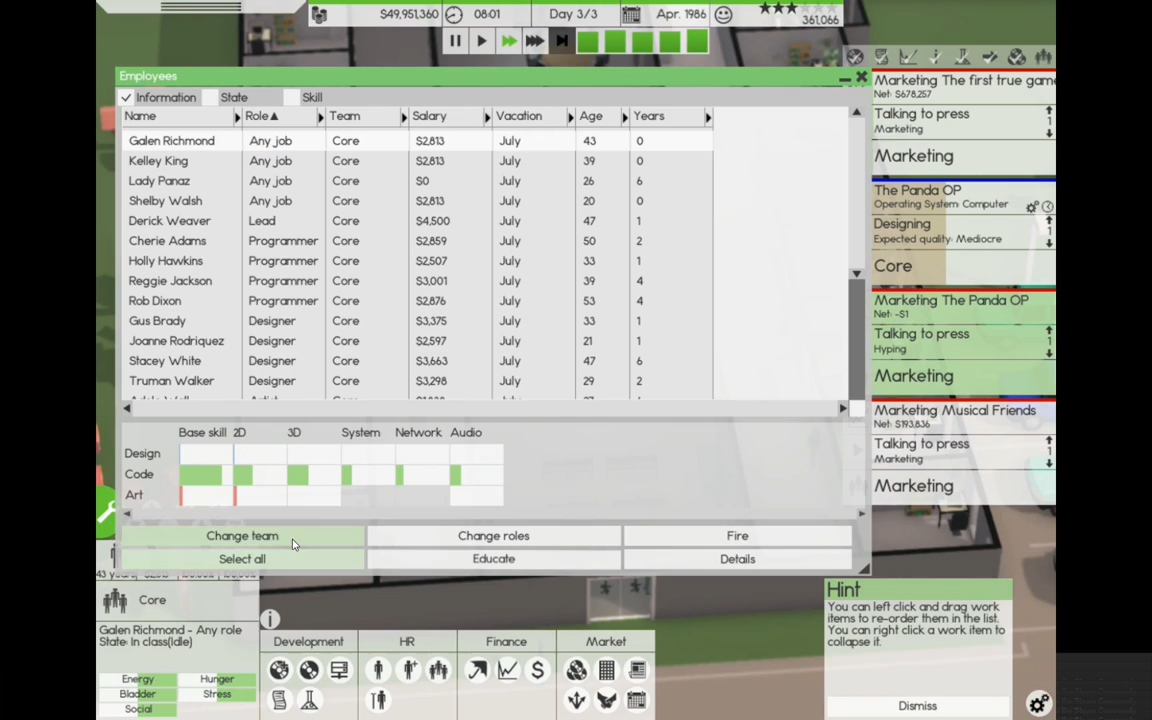 $49,951,360 08:01 Day 3/3 Apr. 1986 361,066
Employees
Information State Skill
Name Role▲ Team Salary Vacation Age Years
Galen Richmond Any job Core $2,813 July 43 0
Kelley King Any job Core $2,813 July 39 0
Lady Panaz Any job Core $0 July 26 6
Shelby Walsh Any job Core $2,813 July 20 0
Derick Weaver Lead Core $4,500 July 47 1
Cherie Adams Programmer Core $2,859 July 50 2
Holly Hawkins Programmer Core $2,507 July 33 1
Reggie Jackson Programmer Core $3,001 July 39 4
Rob Dixon Programmer Core $2,876 July 53 4
Gus Brady Designer Core $3,375 July 33 1
Joanne Rodriquez Designer Core $2,597 July 21 1
Stacey White Designer Core $3,663 July 47 6
Truman Walker Designer Core $3,298 July 29 2
Base skill 2D 3D System Network Audio
Design
Code
Art
Change team Change roles Fire
Select all Educate Details
Marketing The first true gam
Net: $678,257
Talking to press 1
Marketing
Marketing
The Panda OP
Operating System: Computer
Designing 1
Expected quality: Mediocre
Core
Marketing The Panda OP
Net: -$1
Talking to press 1
Hyping
Marketing
Marketing Musical Friends
Net: $193,836
Talking to press 1
Marketing
Marketing
Core
Galen Richmond - Any role
State: In class(Idle)
Energy Hunger
Bladder Stress
Social
Development HR Finance Market
Hint
You can left click and drag work
items to re-order them in the list.
You can right click a work item to
collapse it.
Dismiss